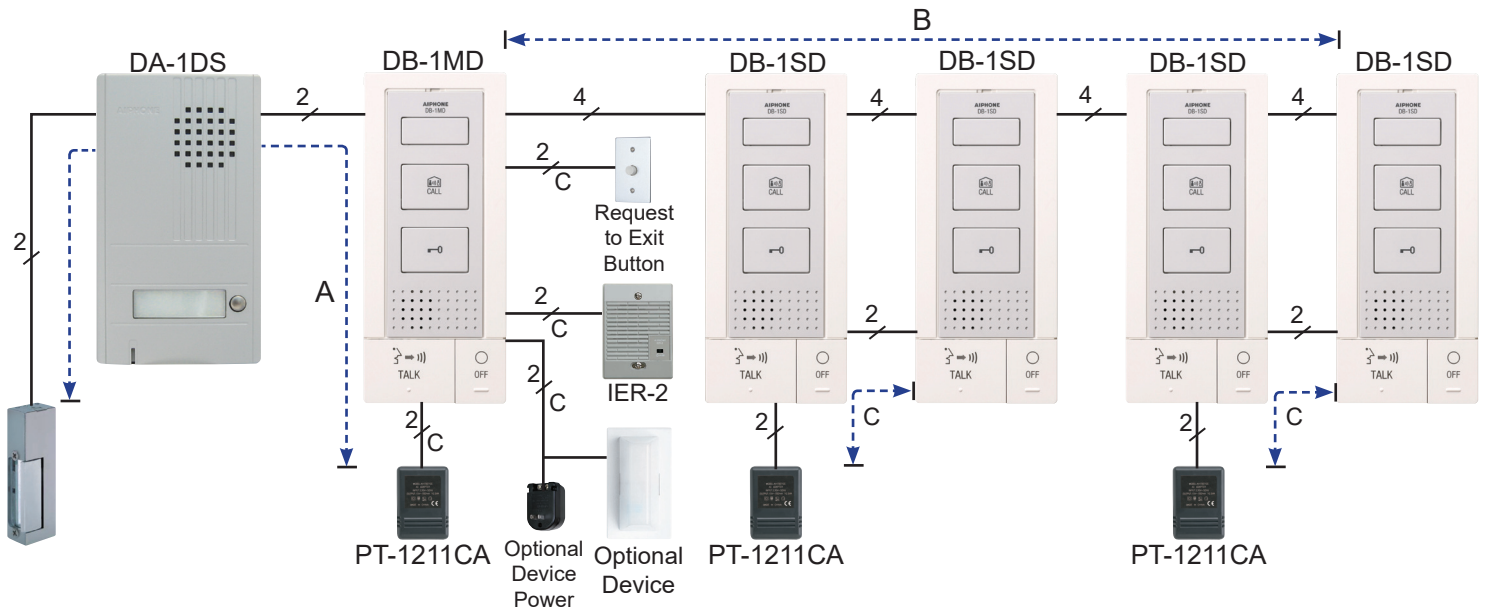 B
DA-1DS
DB-1MD
DB-1SD
DB-1SD
DB-1SD
DB-1SD
2
4
4
4
4
AIPHONE
AIPHONE
DB-1MD
AIPHONE
DB-1SD
AIPHONE
DB-1SD
AIPHONE
DB-1SD
AIPHONE
DB-1SD
2
C
CALL
CALL
CALL
CALL
CALL
Request
to Exit
Button
2
A
2
C
2
2
TALK
OFF
TALK
OFF
TALK
OFF
TALK
OFF
TALK
OFF
2
C
IER-2
2
C
2
C
2
C
PT-1211CA
Optional
Device
Power
Optional
Device
PT-1211CA
PT-1211CA